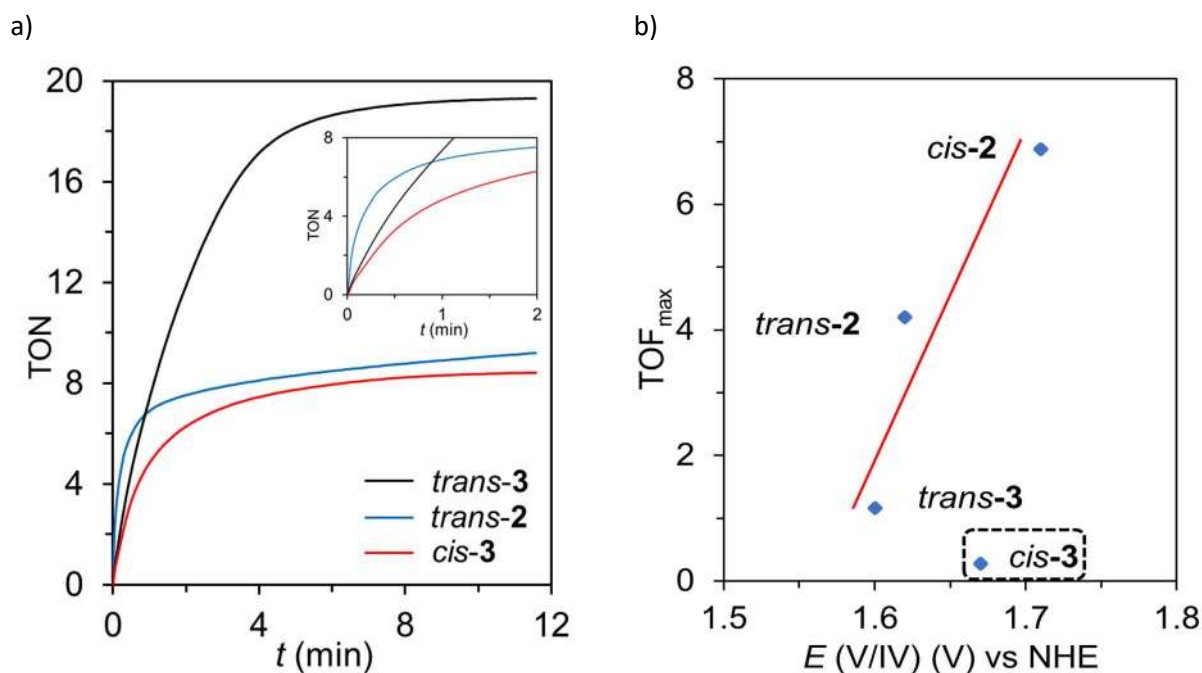 a)
20
16
12
8
4
0
TON
0 4 8 12
t (min)
8
4
0
TON
0 1 2
t (min)
trans-3
trans-2
cis-3
b)
8
6
4
2
0
TOFmax
cis-2
trans-2
trans-3
cis-3
1.5 1.6 1.7 1.8
E (V/IV) (V) vs NHE